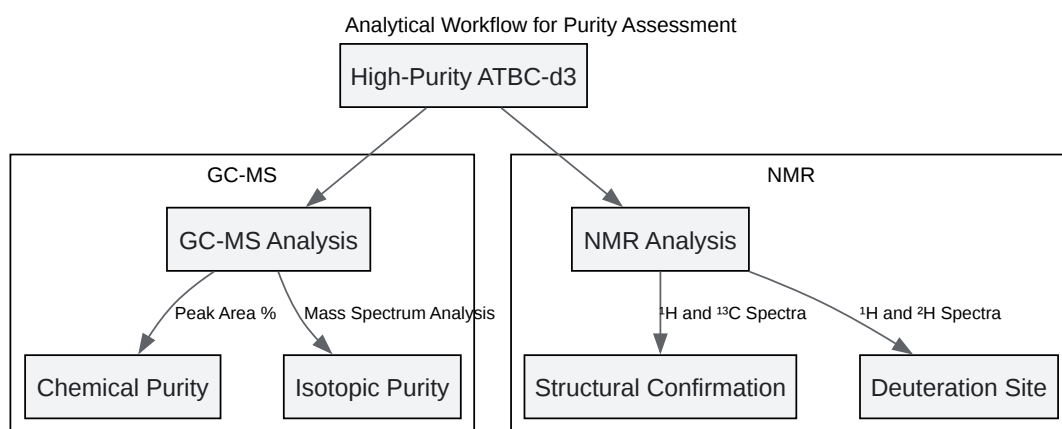 Analytical Workflow for Purity Assessment
High-Purity ATBC-d3
GC-MS
NMR
GC-MS Analysis
NMR Analysis
Peak Area %
Mass Spectrum Analysis
¹H and ¹³C Spectra
¹H and ²H Spectra
Chemical Purity
Isotopic Purity
Structural Confirmation
Deuteration Site